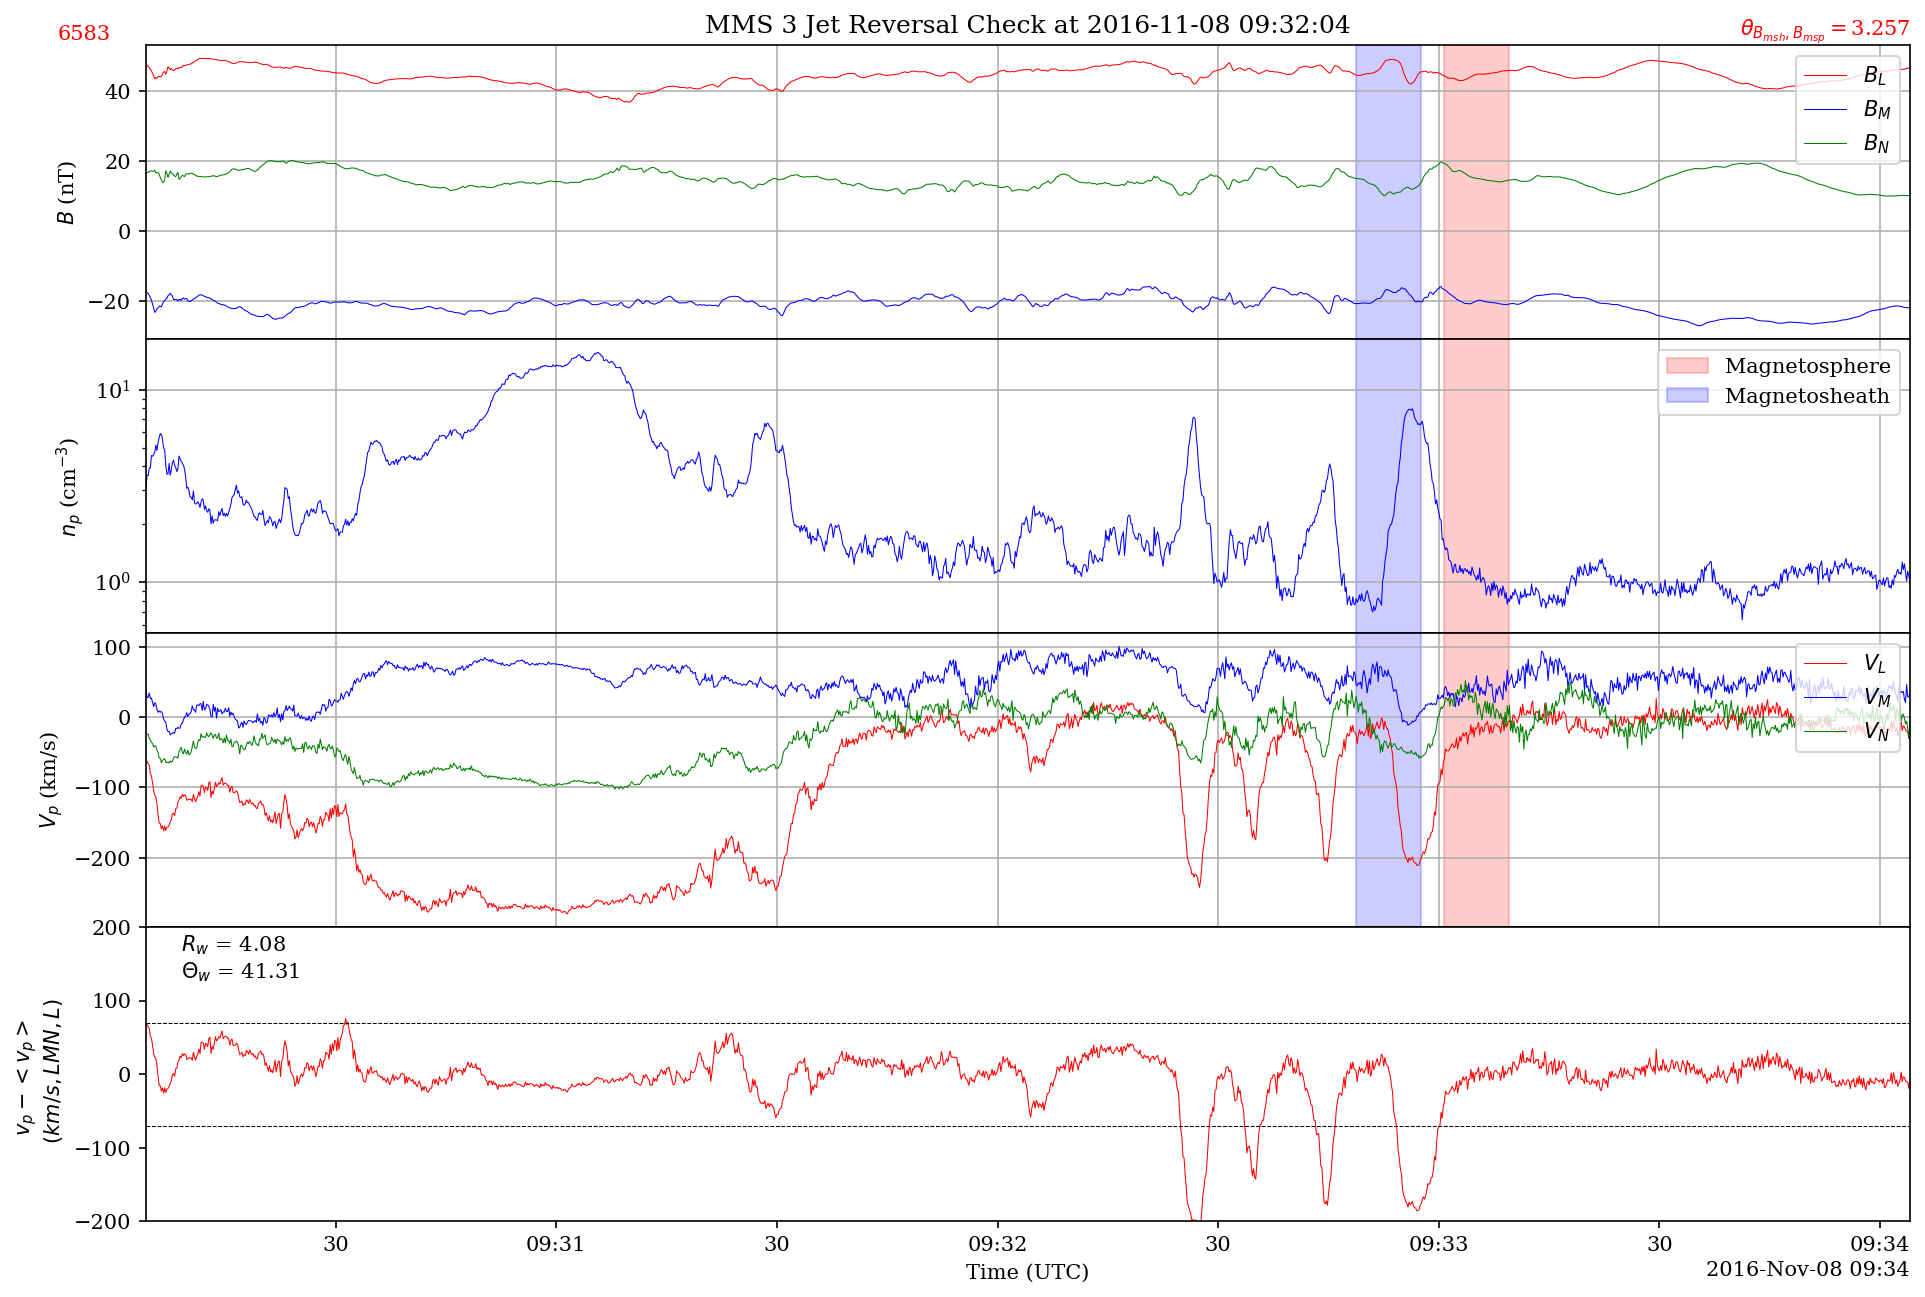 6583
MMS 3 Jet Reversal Check at 2016-11-08 09:32:04
θ_{B_{msh}, B_{msp}} = 3.257
40
20
0
−20
B (nT)
B_L
B_M
B_N
10^1
10^0
n_p (cm^{−3})
Magnetosphere
Magnetosheath
100
0
−100
−200
V_p (km/s)
V_L
V_M
V_N
200
100
0
−100
−200
v_p − < v_p >
(km/s, LMN, L)
R_w = 4.08
Θ_w = 41.31
30
09:31
30
09:32
30
09:33
30
09:34
Time (UTC)
2016-Nov-08 09:34